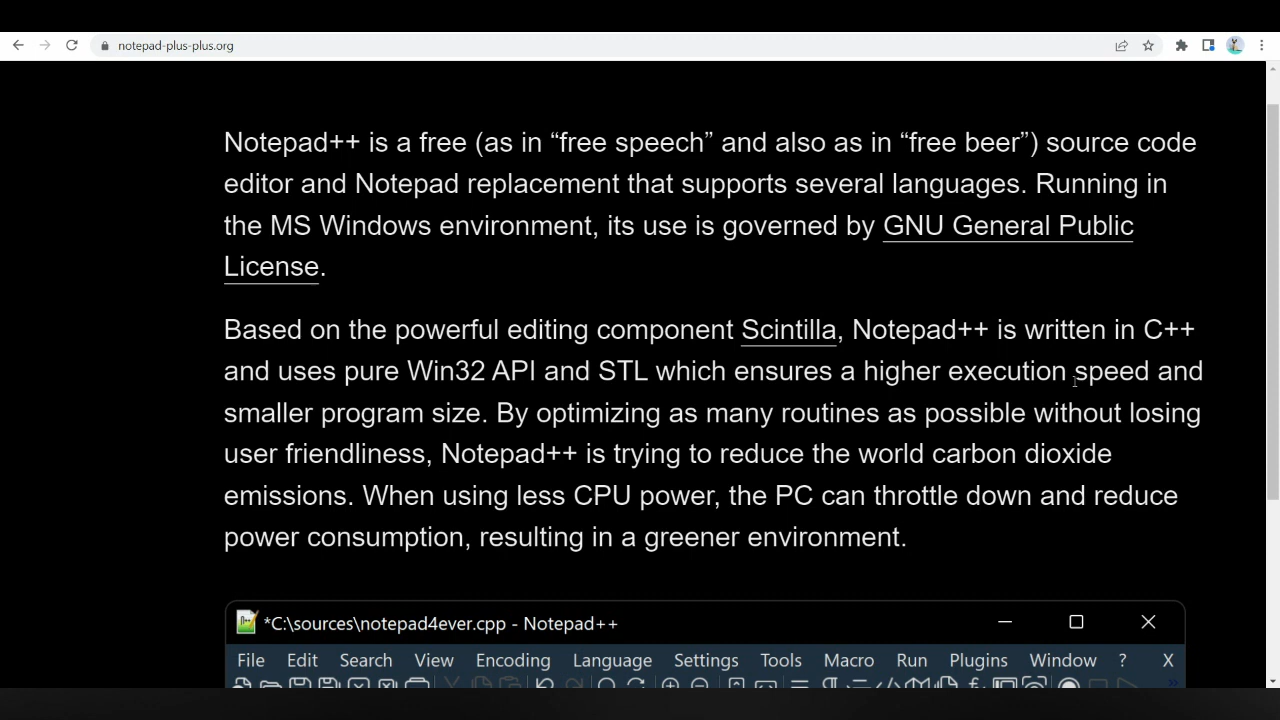 notepad-plus-plus.org
Notepad++ is a free (as in “free speech” and also as in “free beer”) source code
editor and Notepad replacement that supports several languages. Running in
the MS Windows environment, its use is governed by GNU General Public
License.
Based on the powerful editing component Scintilla, Notepad++ is written in C++
and uses pure Win32 API and STL which ensures a higher execution speed and
smaller program size. By optimizing as many routines as possible without losing
user friendliness, Notepad++ is trying to reduce the world carbon dioxide
emissions. When using less CPU power, the PC can throttle down and reduce
power consumption, resulting in a greener environment.
*C:\sources\notepad4ever.cpp - Notepad++
File Edit Search View Encoding Language Settings Tools Macro Run Plugins Window ? X